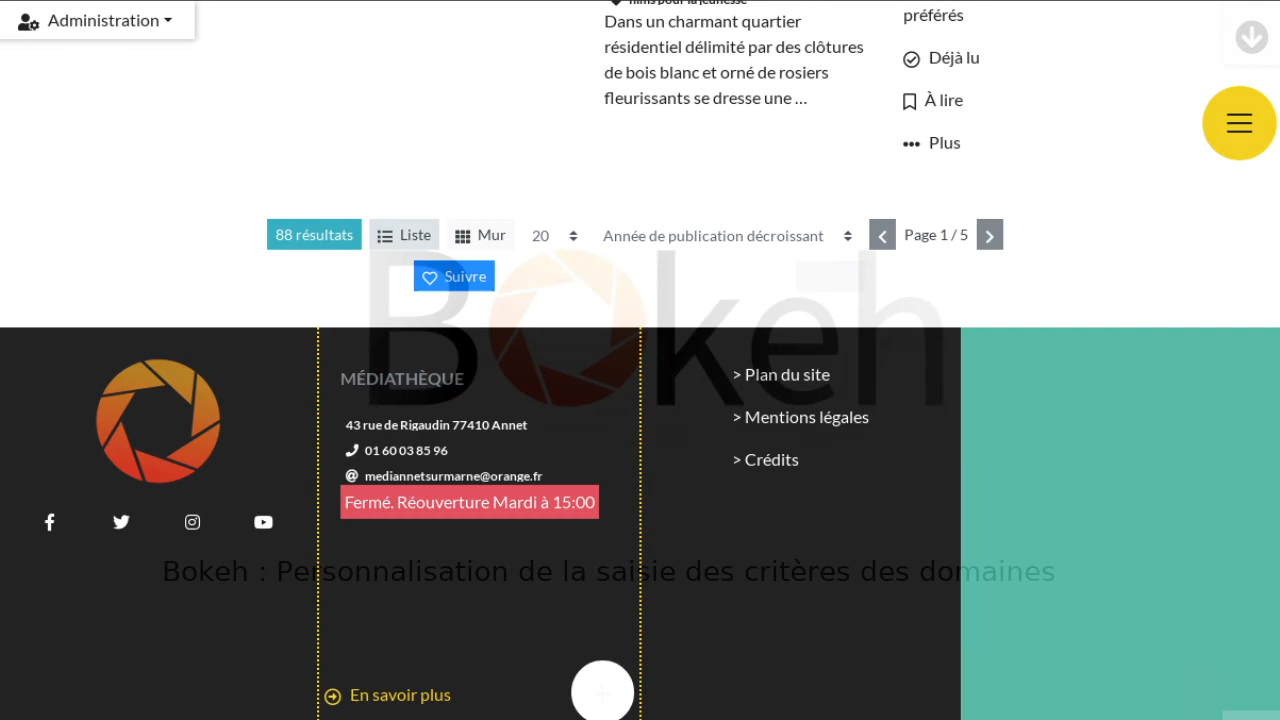 Administration
films pour la jeunesse
Dans un charmant quartier
résidentiel délimité par des clôtures
de bois blanc et orné de rosiers
fleurissants se dresse une ...
préférés
Déjà lu
À lire
Plus
88 résultats
Liste
Mur
20
Année de publication décroissant
Page 1 / 5
Suivre
Bokeh
MÉDIATHÈQUE
43 rue de Rigaudin 77410 Annet
01 60 03 85 96
mediannetsurmarne@orange.fr
Fermé. Réouverture Mardi à 15:00
> Plan du site
> Mentions légales
> Crédits
Bokeh : Personnalisation de la saisie des critères des domaines
En savoir plus